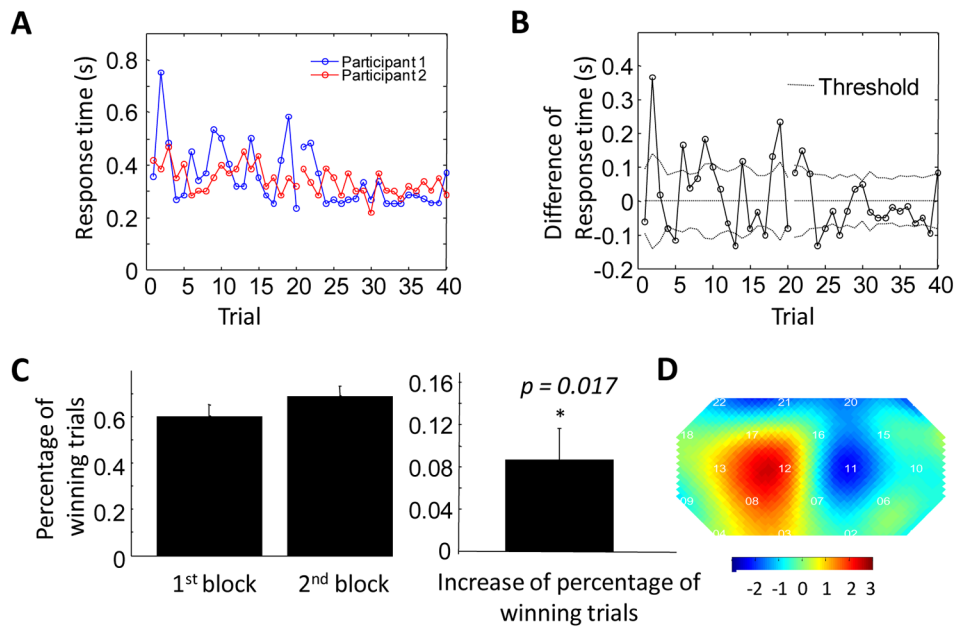 A
Response time (s)
0.8
0.6
0.4
0.2
0
Participant 1
Participant 2
0 5 10 15 20 25 30 35 40
Trial
B
Difference of
Response time (s)
0.4
0.3
0.2
0.1
0
-0.1
-0.2
Threshold
0 5 10 15 20 25 30 35 40
Trial
C
Percentage of
winning trials
0.6
0.4
0.2
0
1st block
2nd block
0.16
0.12
0.08
0.04
0
p = 0.017
*
Increase of percentage of
winning trials
D
22 21 20
18 17 16 15
13 12 11 10
09 08 07 06
04 03 02
-2 -1 0 1 2 3